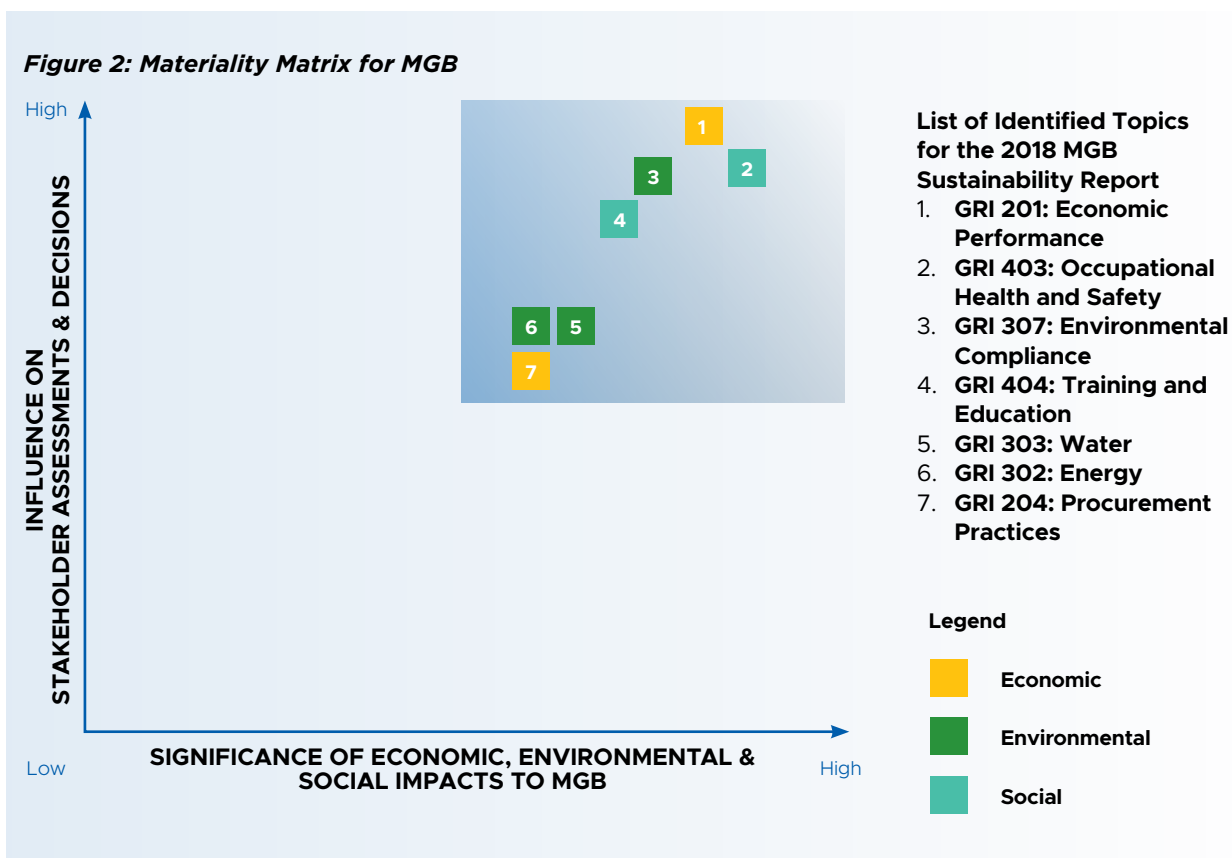 Figure 2: Materiality Matrix for MGB
High
INFLUENCE ON
STAKEHOLDER ASSESSMENTS & DECISIONS
1
2
3
4
6
5
7
Low
SIGNIFICANCE OF ECONOMIC, ENVIRONMENTAL &
SOCIAL IMPACTS TO MGB
High
List of Identified Topics
for the 2018 MGB
Sustainability Report
1. GRI 201: Economic
Performance
2. GRI 403: Occupational
Health and Safety
3. GRI 307: Environmental
Compliance
4. GRI 404: Training and
Education
5. GRI 303: Water
6. GRI 302: Energy
7. GRI 204: Procurement
Practices
Legend
Economic
Environmental
Social